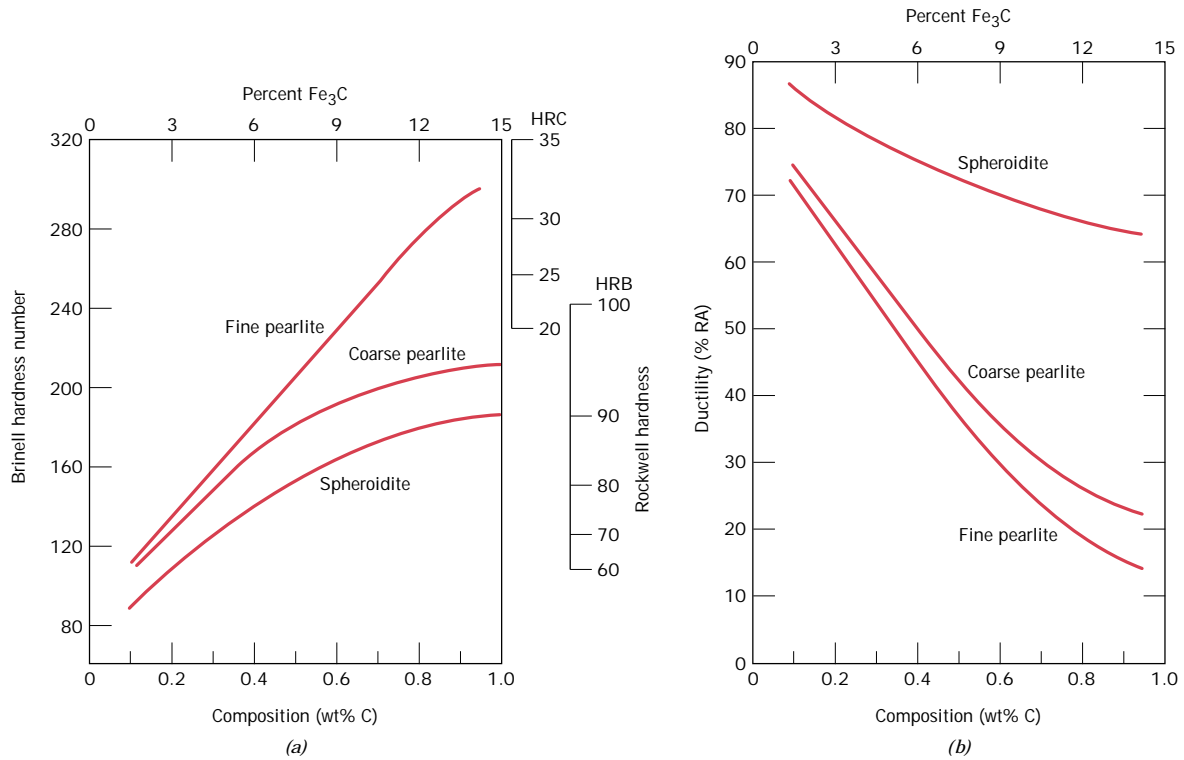 Percent Fe3C
0 3 6 9 12 15
HRC
320
280
240
200
160
120
80
35
30
25
20
HRB
100
90
80
70
60
Fine pearlite
Coarse pearlite
Spheroidite
Brinell hardness number
Rockwell hardness
0 0.2 0.4 0.6 0.8 1.0
Composition (wt% C)
(a)
Percent Fe3C
0 3 6 9 12 15
90
80
70
60
50
40
30
20
10
0
Spheroidite
Coarse pearlite
Fine pearlite
Ductility (% RA)
0 0.2 0.4 0.6 0.8 1.0
Composition (wt% C)
(b)